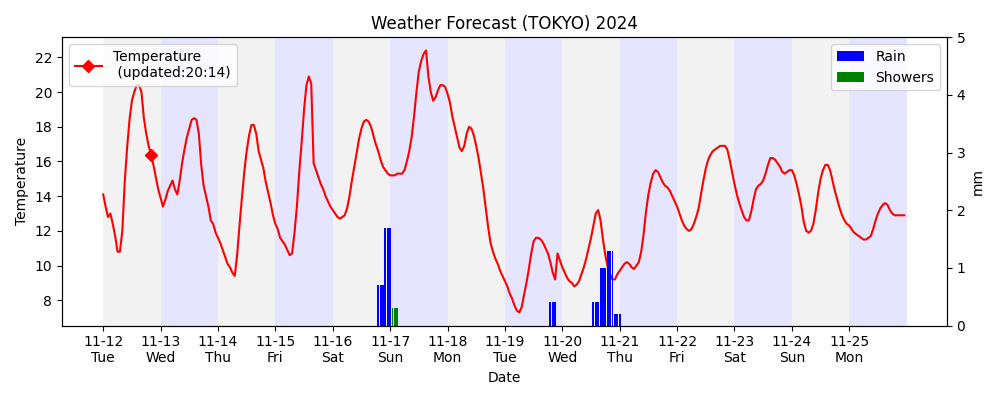 Weather Forecast (TOKYO) 2024
Temperature
(updated:20:14)
Rain
Showers
Temperature
22
20
18
16
14
12
10
8
5
4
3
2
1
0
mm
11-12 11-13 11-14 11-15 11-16 11-17 11-18 11-19 11-20 11-21 11-22 11-23 11-24 11-25
Tue Wed Thu Fri Sat Sun Mon Tue Wed Thu Fri Sat Sun Mon
Date